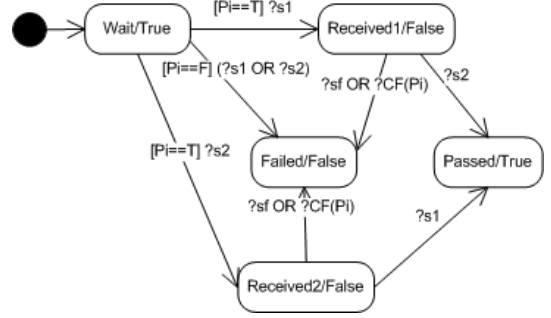 [Pi==T] ?s1
Wait/True
Received1/False
[Pi==F] (?s1 OR ?s2)
?sf OR ?CF(Pi)
?s2
[Pi==T] ?s2
Failed/False
Passed/True
?sf OR ?CF(Pi)
?s1
Received2/False